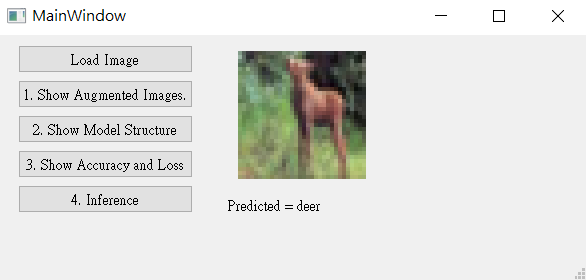 MainWindow
Load Image
1. Show Augmented Images.
2. Show Model Structure
3. Show Accuracy and Loss
4. Inference
Predicted = deer